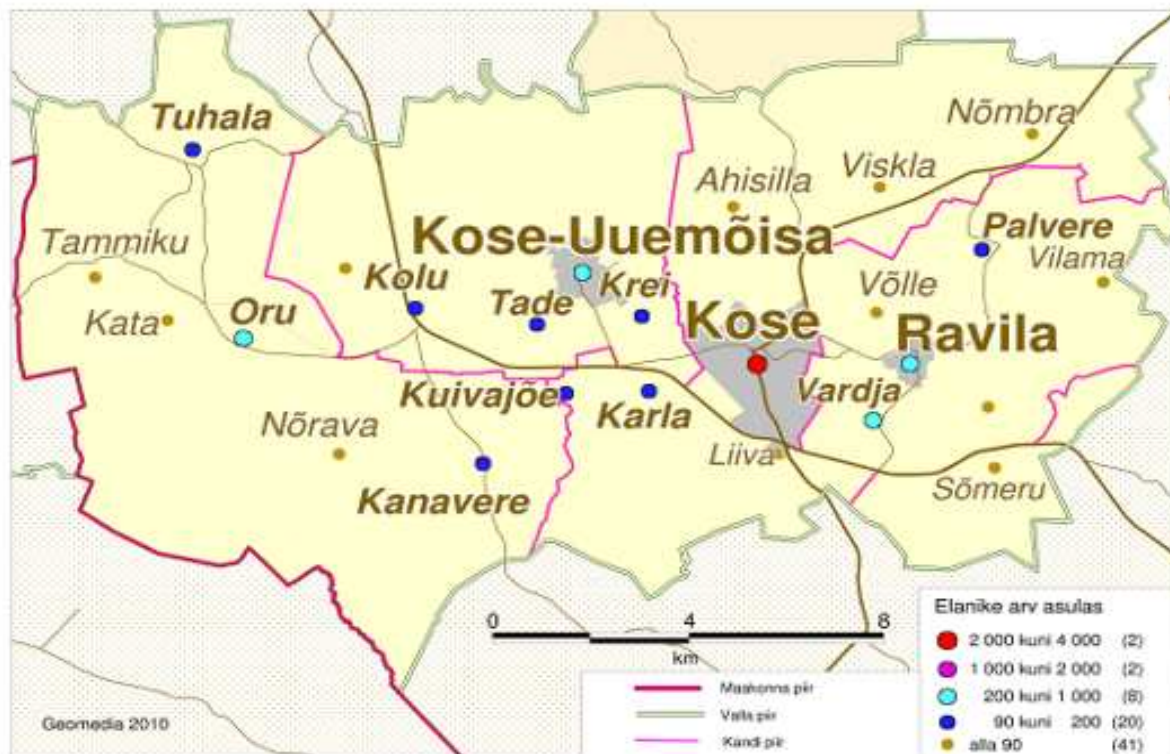 Nõmbra
Tuhala
Viskla
Ahisilla
Kose-Uuemõisa
Palvere
Tammiku
Vilama
Kolu
Krei
Võlle
Tade
Kata
Oru
Kose
Ravila
Kuivajõe
Karla
Vardja
Nõrava
Liiva
Kanavere
Sõmeru
0 4 8
km
Elanike arv asulas
2 000 kuni 4 000 (2)
1 000 kuni 2 000 (2)
200 kuni 1 000 (8)
90 kuni 200 (20)
alla 90 (41)
Maakonna piir
Valla piir
Kandi piir
Geomedia 2010